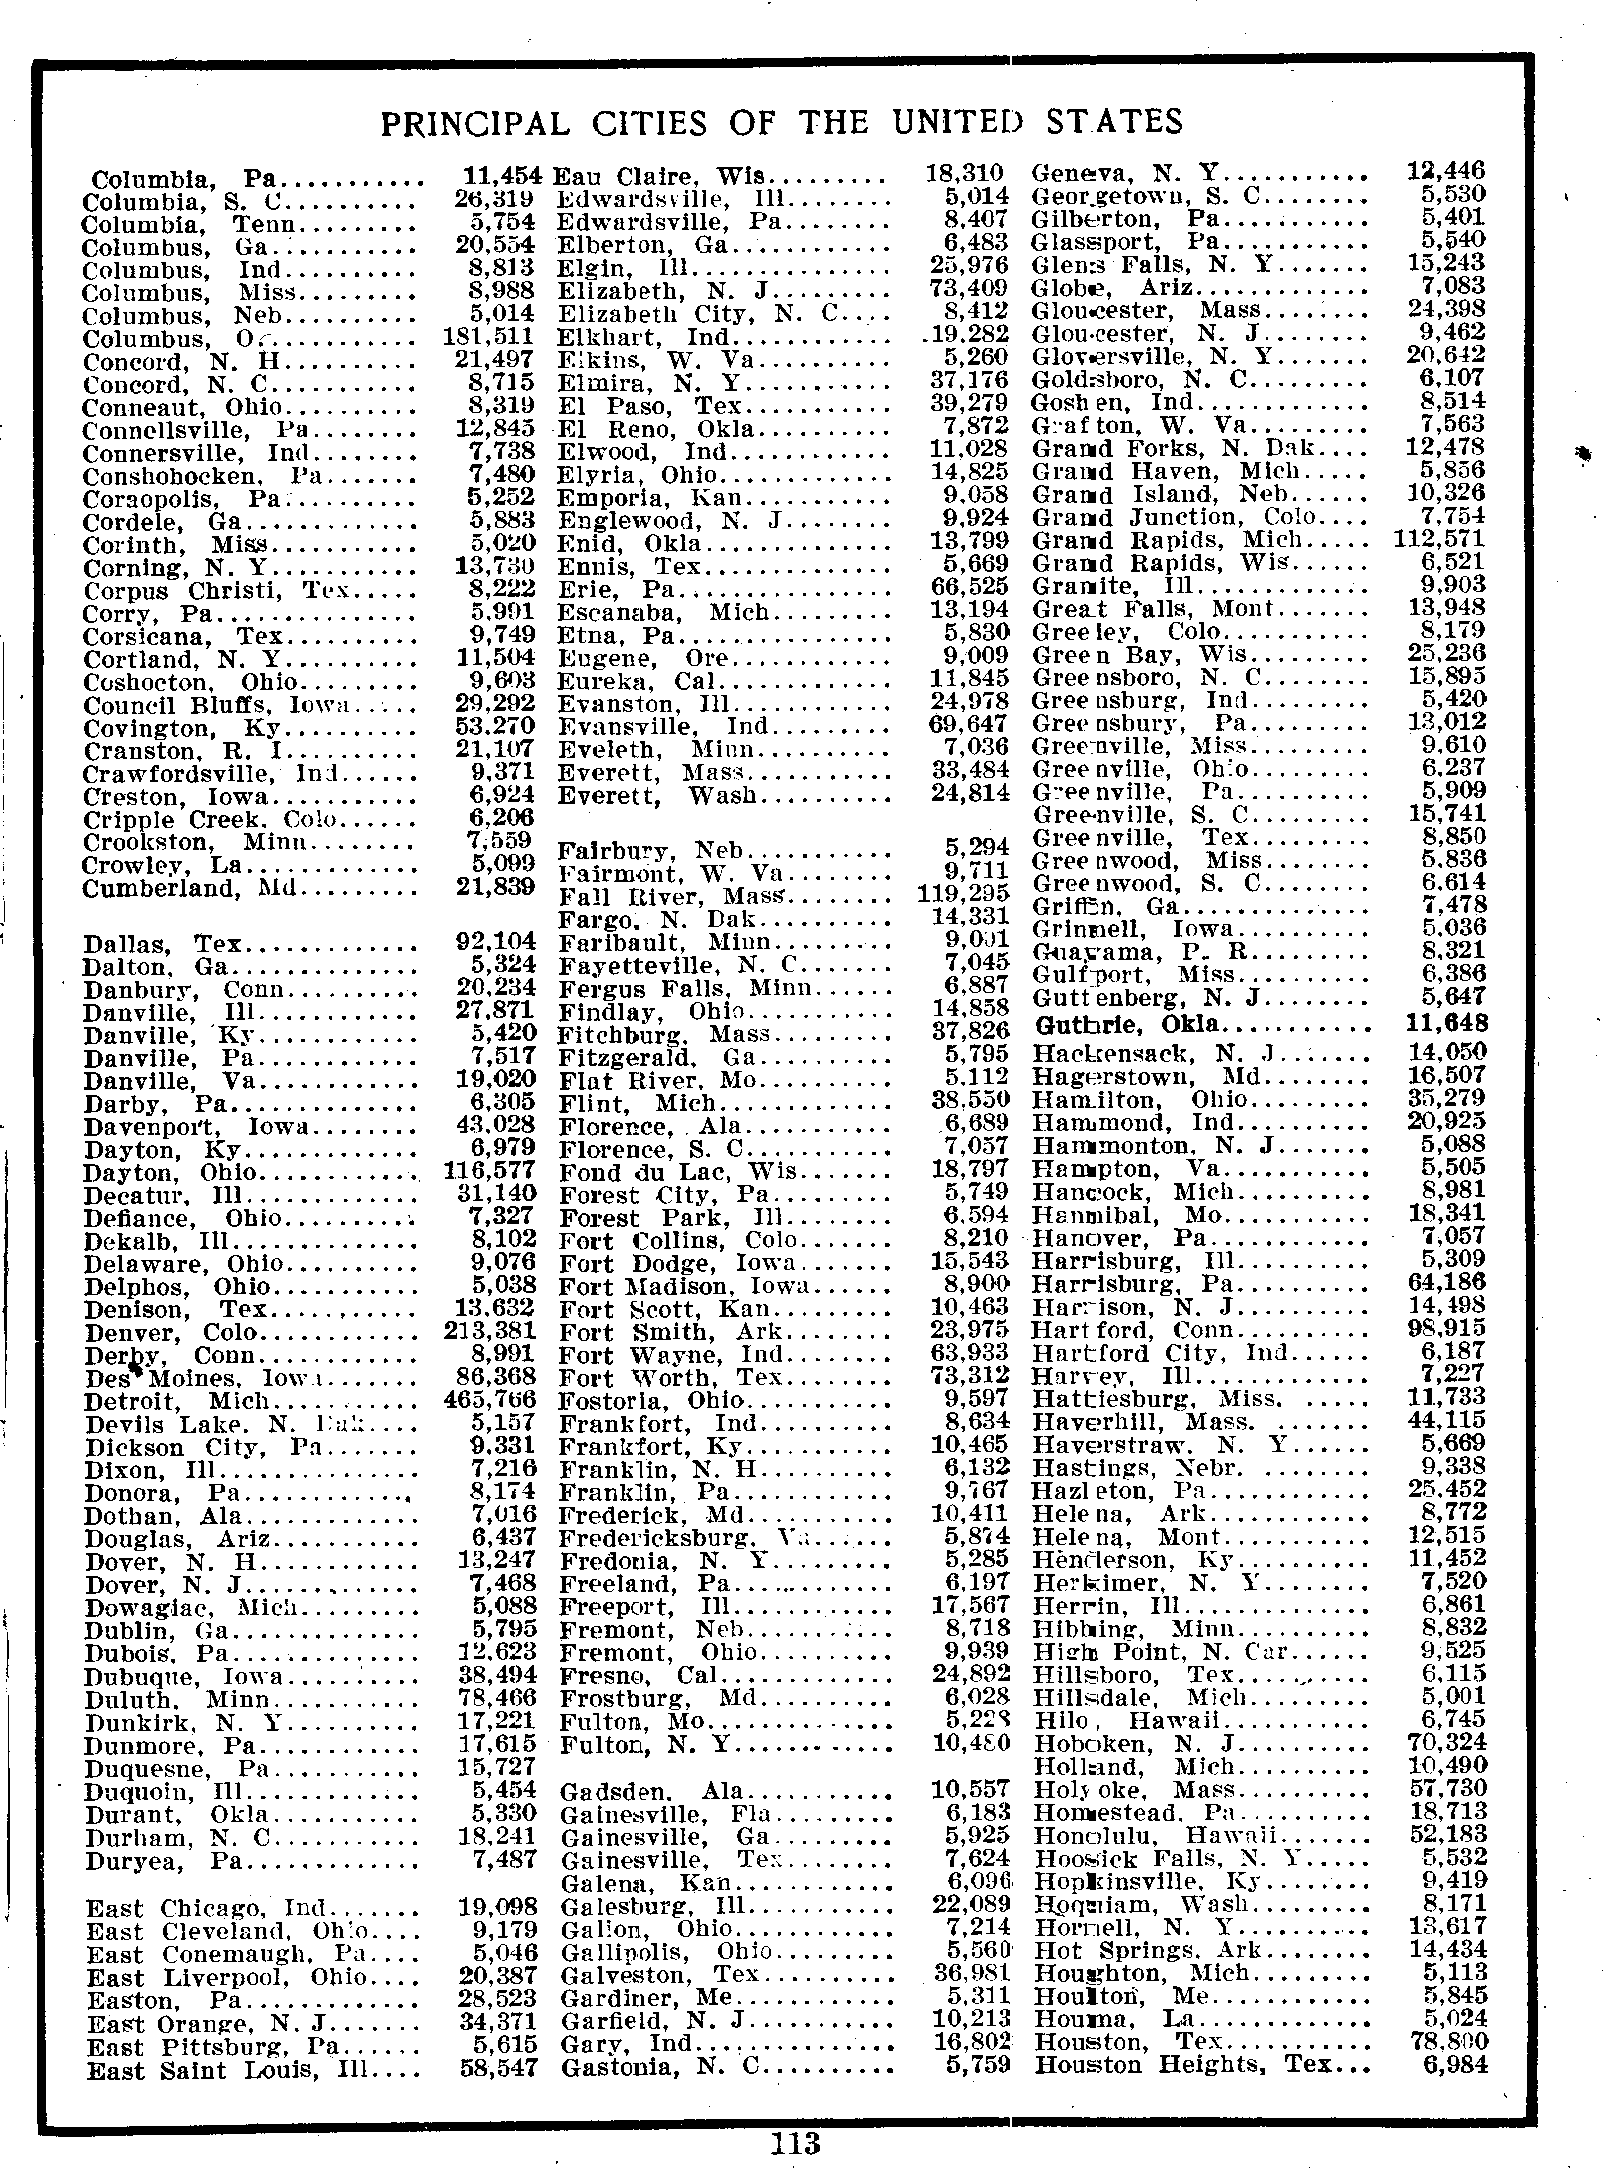 PRINCIPAL CITIES OF THE UNITED STATES
Columbia, Pa........... 11,454
Columbia, S. C.......... 26,319
Columbia, Tenn......... 5,754
Columbus, Ga........... 20,554
Columbus, Ind.......... 8,813
Columbus, Miss......... 8,988
Columbus, Neb.......... 5,014
Columbus, O........... 181,511
Concord, N. H.......... 21,497
Concord, N. C........... 8,715
Conneaut, Ohio.......... 8,319
Connellsville, Pa........ 12,845
Connersville, Ind........ 7,738
Conshohocken, Pa....... 7,480
Coraopolis, Pa.......... 5,252
Cordele, Ga............. 5,883
Corinth, Miss........... 5,020
Corning, N. Y........... 13,730
Corpus Christi, Tex..... 8,222
Corry, Pa............... 5,991
Corsicana, Tex.......... 9,749
Cortland, N. Y.......... 11,504
Coshocton, Ohio......... 9,603
Council Bluffs, Iowa..... 29,292
Covington, Ky.......... 53.270
Cranston, R. I.......... 21,107
Crawfordsville, Ind...... 9,371
Creston, Iowa........... 6,924
Cripple Creek. Colo...... 6,206
Crookston, Minn........ 7,559
Crowley, La............. 5,099
Cumberland, Md......... 21,839
Dallas, Tex............. 92,104
Dalton, Ga.............. 5,324
Danbury, Conn.......... 20,234
Danville, Ill............ 27,871
Danville, Ky............ 5,420
Danville, Pa............ 7,517
Danville, Va............ 19,020
Darby, Pa.............. 6,305
Davenport, Iowa........ 43.028
Dayton, Ky............. 6,979
Dayton, Ohio............ 116,577
Decatur, Ill............. 31,140
Defiance, Ohio.......... 7,327
Dekalb, Ill.............. 8,102
Delaware, Ohio.......... 9,076
Delphos, Ohio........... 5,038
Denison, Tex........... 13.632
Denver, Colo............ 213,381
Derby, Conn............ 8,991
Des Moines, Iowa....... 86,368
Detroit, Mich........... 465,766
Devils Lake. N. Dak.... 5,157
Dickson City, Pa....... 9.331
Dixon, Ill............... 7,216
Donora, Pa............. 8,174
Dothan, Ala............. 7,016
Douglas, Ariz........... 6,437
Dover, N. H............ 13,247
Dover, N. J............. 7,468
Dowagiac, Mich......... 5,088
Dublin, Ga.............. 5,795
Dubois, Pa.............. 12.623
Dubuque, Iowa.......... 38,494
Duluth, Minn........... 78,466
Dunkirk, N. Y.......... 17,221
Dunmore, Pa............ 17,615
Duquesne, Pa........... 15,727
Duquoin, Ill............. 5,454
Durant, Okla........... 5,330
Durham, N. C........... 18,241
Duryea, Pa............. 7,487
East Chicago, Ind....... 19,098
East Cleveland, Ohio.... 9,179
East Conemaugh, Pa.... 5,046
East Liverpool, Ohio.... 20,387
Easton, Pa............. 28,523
East Orange, N. J....... 34,371
East Pittsburg, Pa...... 5,615
East Saint Louis, Ill.... 58,547
Eau Claire, Wis......... 18,310
Edwardsville, Ill........ 5,014
Edwardsville, Pa........ 8,407
Elberton, Ga............ 6,483
Elgin, Ill............... 25,976
Elizabeth, N. J......... 73,409
Elizabeth City, N. C.... 8,412
Elkhart, Ind............ 19.282
Elkins, W. Va.......... 5,260
Elmira, N. Y........... 37,176
El Paso, Tex........... 39,279
El Reno, Okla.......... 7,872
Elwood, Ind............ 11,028
Elyria, Ohio............. 14,825
Emporia, Kan........... 9,058
Englewood, N. J........ 9,924
Enid, Okla.............. 13,799
Ennis, Tex.............. 5,669
Erie, Pa................ 66,525
Escanaba, Mich......... 13,194
Etna, Pa................ 5,830
Eugene, Ore............ 9,009
Eureka, Cal............. 11,845
Evanston, Ill............ 24,978
Evansville, Ind......... 69,647
Eveleth, Minn.......... 7,036
Everett, Mass........... 33,484
Everett, Wash.......... 24,814
Fairbury, Neb........... 5,294
Fairmont, W. Va........ 9,711
Fall River, Mass........ 119,295
Fargo, N. Dak.......... 14,331
Faribault, Minn......... 9,001
Fayetteville, N. C....... 7,045
Fergus Falls, Minn...... 6,887
Findlay, Ohio........... 14,858
Fitchburg, Mass......... 37,826
Fitzgerald, Ga.......... 5,795
Flat River, Mo.......... 5.112
Flint, Mich............. 38,550
Florence, Ala........... 6,689
Florence, S. C........... 7,057
Fond du Lac, Wis....... 18,797
Forest City, Pa......... 5,749
Forest Park, Ill........ 6.594
Fort Collins, Colo....... 8,210
Fort Dodge, Iowa....... 15,543
Fort Madison, Iowa...... 8,900
Fort Scott, Kan......... 10,463
Fort Smith, Ark........ 23,975
Fort Wayne, Ind........ 63,933
Fort Worth, Tex........ 73,312
Fostoria, Ohio........... 9,597
Frankfort, Ind.......... 8,634
Frankfort, Ky........... 10,465
Franklin, N. H.......... 6,132
Franklin, Pa............ 9,767
Frederick, Md........... 10,411
Fredericksburg, Va...... 5,874
Fredonia, N. Y......... 5,285
Freeland, Pa............ 6,197
Freeport, Ill............ 17,567
Fremont, Neb........... 8,718
Fremont, Ohio.......... 9,939
Fresno, Cal............. 24,892
Frostburg, Md.......... 6,028
Fulton, Mo.............. 5,228
Fulton, N. Y............ 10,480
Gadsden, Ala........... 10,557
Gainesville, Fla......... 6,183
Gainesville, Ga......... 5,925
Gainesville, Tex........ 7,624
Galena, Kan............ 6,096
Galesburg, Ill........... 22,089
Galion, Ohio............ 7,214
Gallipolis, Ohio......... 5,560
Galveston, Tex.......... 36,981
Gardiner, Me............ 5,311
Garfield, N. J........... 10,213
Gary, Ind............... 16,802
Gastonia, N. C.......... 5,759
Geneva, N. Y........... 12,446
Georgetown, S. C........ 5,530
Gilberton, Pa........... 5,401
Glassport, Pa........... 5,540
Glens Falls, N. Y....... 15,243
Globe, Ariz............. 7,083
Gloucester, Mass........ 24,398
Gloucester, N. J........ 9,462
Gloversville, N. Y....... 20,642
Goldsboro, N. C......... 6,107
Goshen, Ind............. 8,514
Grafton, W. Va......... 7,563
Grand Forks, N. Dak.... 12,478
Grand Haven, Mich..... 5,856
Grand Island, Neb...... 10,326
Grand Junction, Colo.... 7,754
Grand Rapids, Mich..... 112,571
Grand Rapids, Wis...... 6,521
Granite, Ill............. 9,903
Great Falls, Mont....... 13,948
Greeley, Colo........... 8,179
Green Bay, Wis......... 25,236
Greensboro, N. C........ 15,895
Greensburg, Ind......... 5,420
Greensbury, Pa......... 13,012
Greenville, Miss......... 9.610
Greenville, Ohio......... 6.237
Greenville, Pa.......... 5,909
Greenville, S. C......... 15,741
Greenville, Tex......... 8,850
Greenwood, Miss........ 5.836
Greenwood, S. C........ 6.614
Griffin, Ga.............. 7,478
Grinnell, Iowa.......... 5.036
Guayama, P. R......... 8,321
Gulfport, Miss.......... 6,386
Guttenberg, N. J........ 5,647
Guthrie, Okla........... 11,648
Hackensack, N. J....... 14,050
Hagerstown, Md........ 16,507
Hamilton, Ohio......... 35,279
Hammond, Ind.......... 20,925
Hammonton, N. J....... 5,088
Hampton, Va........... 5,505
Hancock, Mich.......... 8,981
Hannibal, Mo........... 18,341
Hanover, Pa............ 7,057
Harrisburg, Ill.......... 5,309
Harrisburg, Pa.......... 64,186
Harrison, N. J.......... 14,498
Hartford, Conn.......... 98,915
Hartford City, Ind...... 6,187
Harvey, Ill............. 7,227
Hattiesburg, Miss. ..... 11,733
Haverhill, Mass. ....... 44,115
Haverstraw, N. Y...... 5,669
Hastings, Nebr. ........ 9,338
Hazleton, Pa............ 25.452
Helena, Ark............ 8,772
Helena, Mont........... 12,515
Henderson, Ky.......... 11,452
Herkimer, N. Y........ 7,520
Herrin, Ill.............. 6,861
Hibbing, Minn.......... 8,832
High Point, N. Car...... 9,525
Hillsboro, Tex.......... 6,115
Hillsdale, Mich......... 5,001
Hilo, Hawaii........... 6,745
Hoboken, N. J.......... 70,324
Holland, Mich.......... 10,490
Holyoke, Mass.......... 57,730
Homestead, Pa.......... 18,713
Honolulu, Hawaii....... 52,183
Hoosick Falls, N. Y..... 5,532
Hopkinsville, Ky........ 9,419
Hoquiam, Wash......... 8,171
Hornell, N. Y.......... 13,617
Hot Springs, Ark........ 14,434
Houghton, Mich......... 5,113
Houlton, Me............ 5,845
Houma, La............. 5,024
Houston, Tex........... 78,800
Houston Heights, Tex... 6,984
113